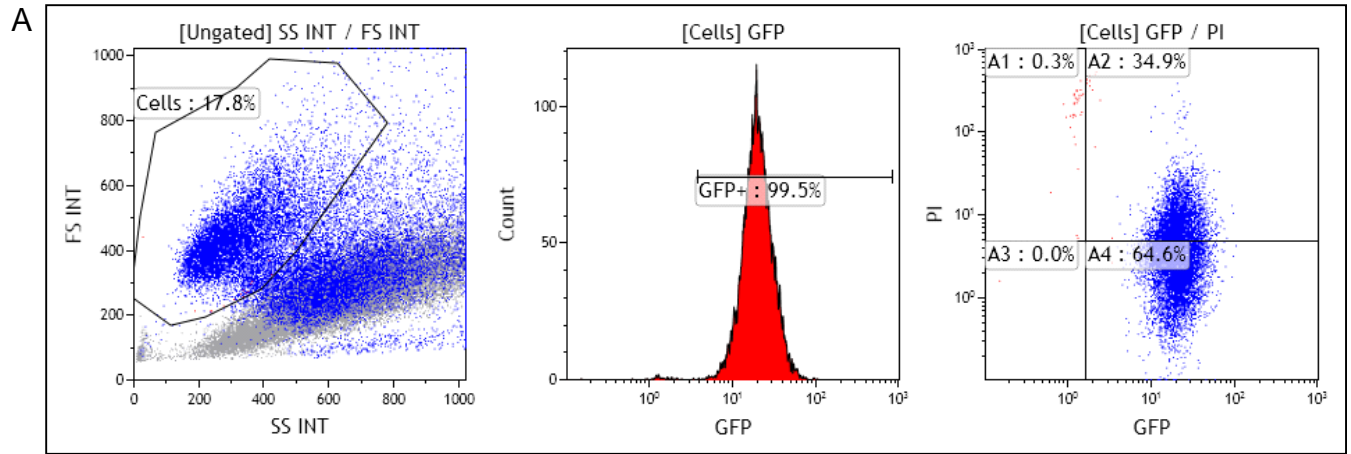 A
[Ungated] SS INT / FS INT
FS INT
1000
800
600
400
200
0
Cells : 17.8%
0
200
400
600
800
1000
SS INT
[Cells] GFP
Count
100
50
0
GFP+ : 99.5%
10⁰
10¹
10²
10³
GFP
[Cells] GFP / PI
PI
10³
10²
10¹
10⁰
A1 : 0.3%
A2 : 34.9%
A3 : 0.0%
A4 : 64.6%
10⁰
10¹
10²
10³
GFP